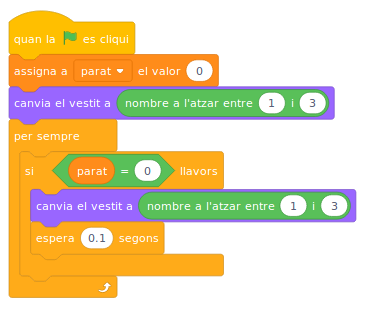 quan la es cliqui
assigna a parat el valor 0
canvia el vestit a nombre a l'atzar entre 1 i 3
per sempre
si parat = 0 llavors
canvia el vestit a nombre a l'atzar entre 1 i 3
espera 0.1 segons